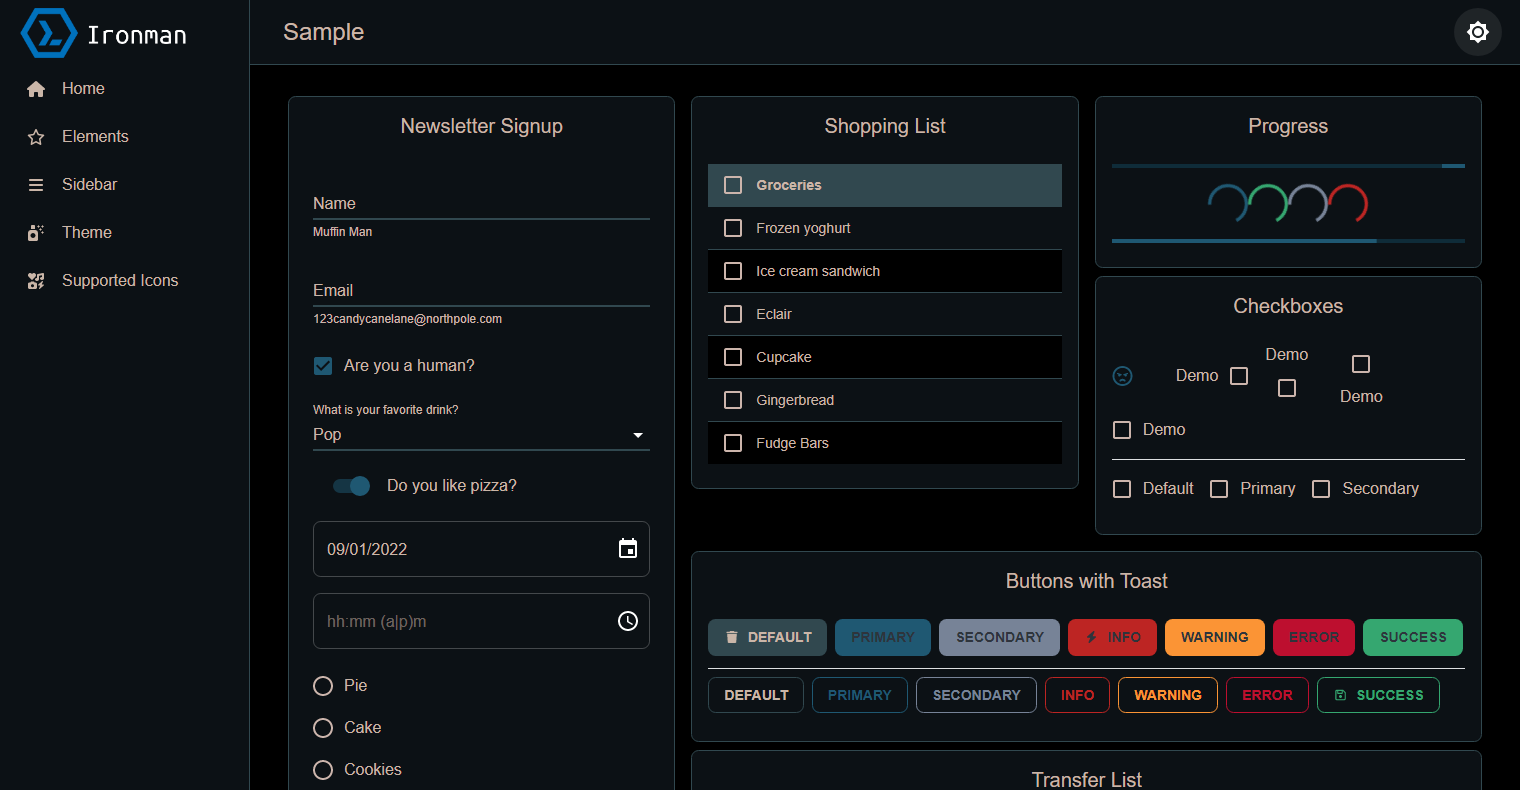 Ironman
Home
Elements
Sidebar
Theme
Supported Icons
Sample
Newsletter Signup
Name
Muffin Man
Email
123candycanelane@northpole.com
Are you a human?
What is your favorite drink?
Pop
Do you like pizza?
09/01/2022
hh:mm (a|p)m
Pie
Cake
Cookies
Shopping List
Groceries
Frozen yoghurt
Ice cream sandwich
Eclair
Cupcake
Gingerbread
Fudge Bars
Progress
Checkboxes
Demo
Demo
Demo
Demo
Default Primary Secondary
Buttons with Toast
DEFAULT PRIMARY SECONDARY INFO WARNING ERROR SUCCESS
DEFAULT PRIMARY SECONDARY INFO WARNING ERROR SUCCESS
Transfer List